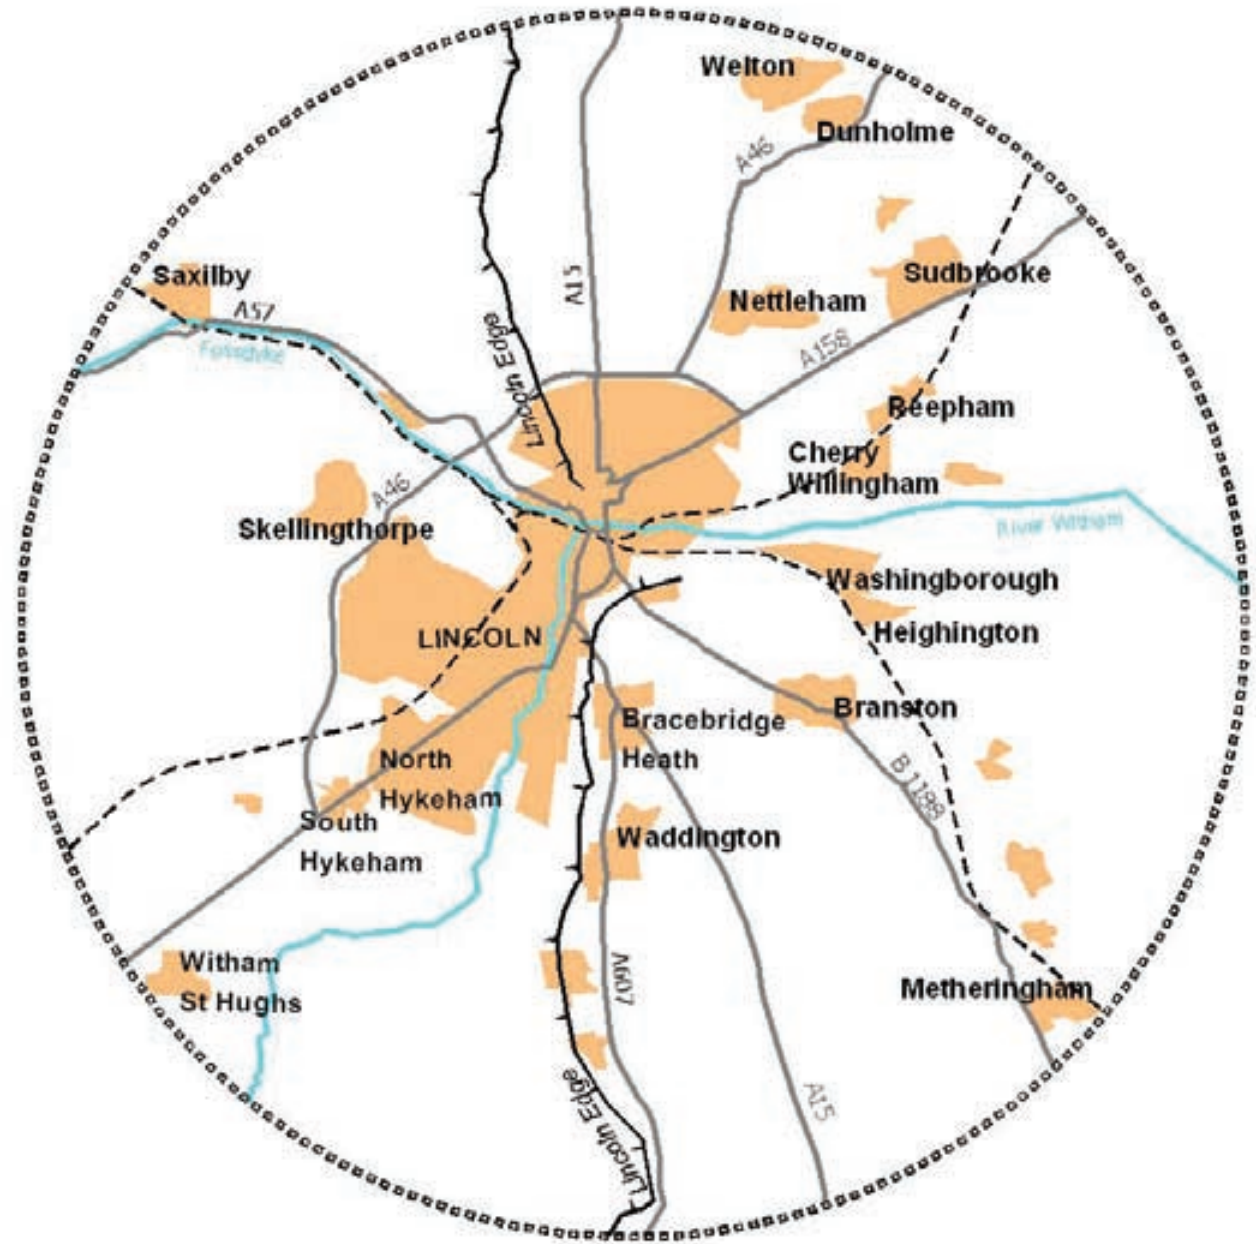 Welton
Dunholme
A46
A15
Saxilby
A57
Fossdyke
Sudbrooke
Nettleham
Lincoln Edge
A158
Reepham
Cherry
Willingham
A46
Skellingthorpe
River Witham
Washingborough
Heighington
LINCOLN
Branston
Bracebridge
Heath
North
Hykeham
B1188
South
Hykeham
Waddington
Witham
St Hughs
A607
Metheringham
A15
Lincoln Edge